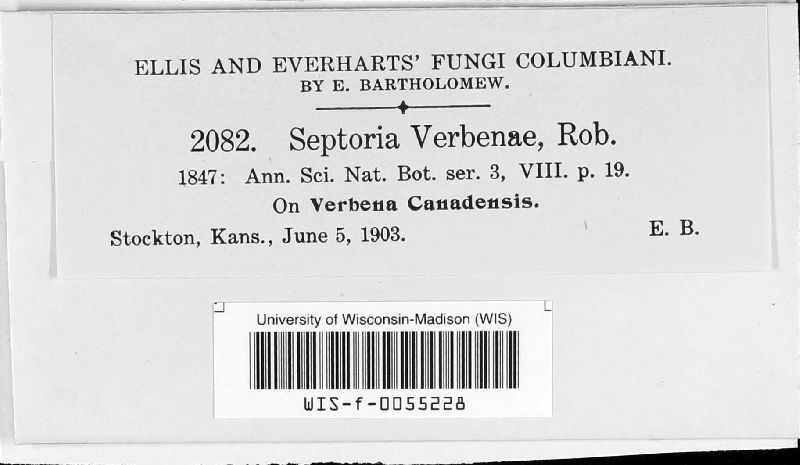 ELLIS AND EVERHARTS' FUNGI COLUMBIANI.
BY E. BARTHOLOMEW.
2082. Septoria Verbenae, Rob.
1847: Ann. Sci. Nat. Bot. ser. 3, VIII. p. 19.
On Verbena Canadensis.
Stockton, Kans., June 5, 1903. E. B.
University of Wisconsin-Madison (WIS)
WIS-f-0055228